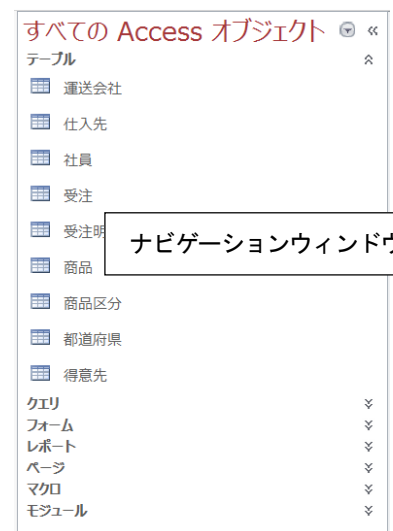 すべての Access オブジェクト
テーブル
運送会社
仕入先
社員
受注
受注明
ナビゲーションウィンドウ
商品
商品区分
都道府県
得意先
クエリ
フォーム
レポート
ページ
マクロ
モジュール